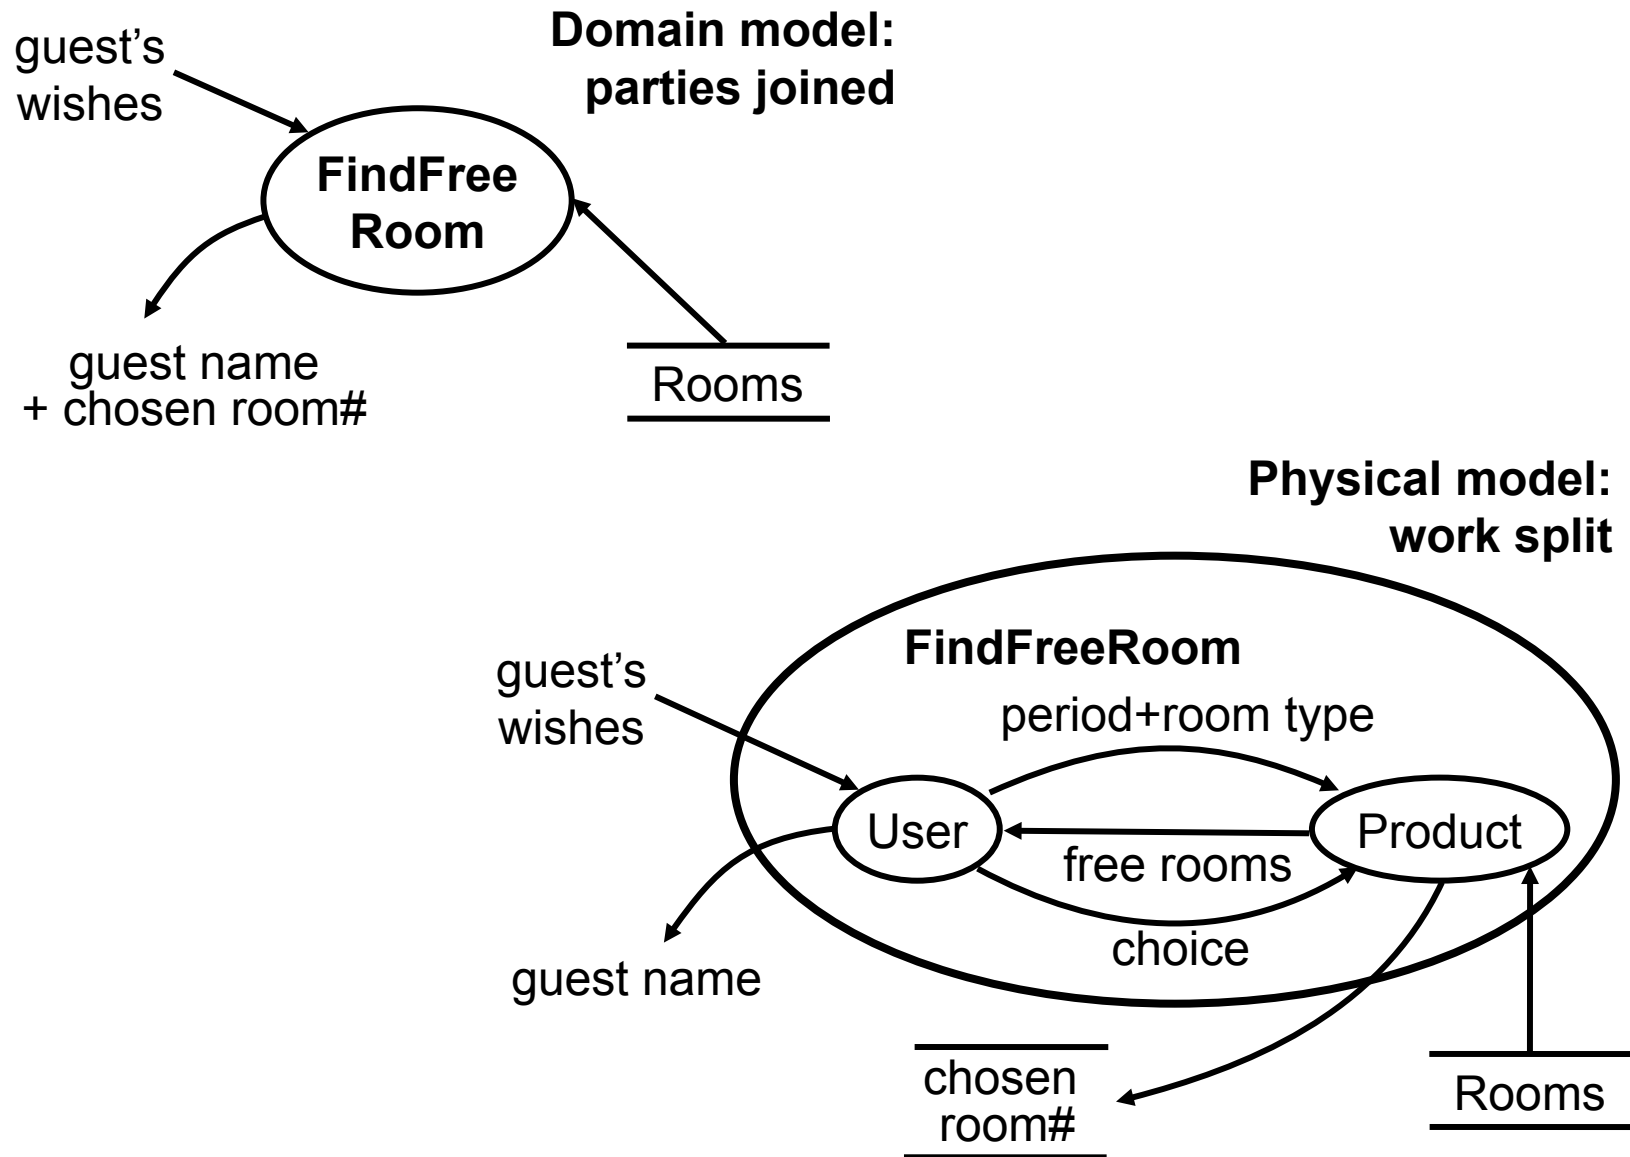 Domain model:
parties joined
guest’s
wishes
FindFree
Room
guest name
+ chosen room#
Rooms
Physical model:
work split
FindFreeRoom
guest’s
wishes
period+room type
User
Product
free rooms
choice
guest name
chosen
room#
Rooms